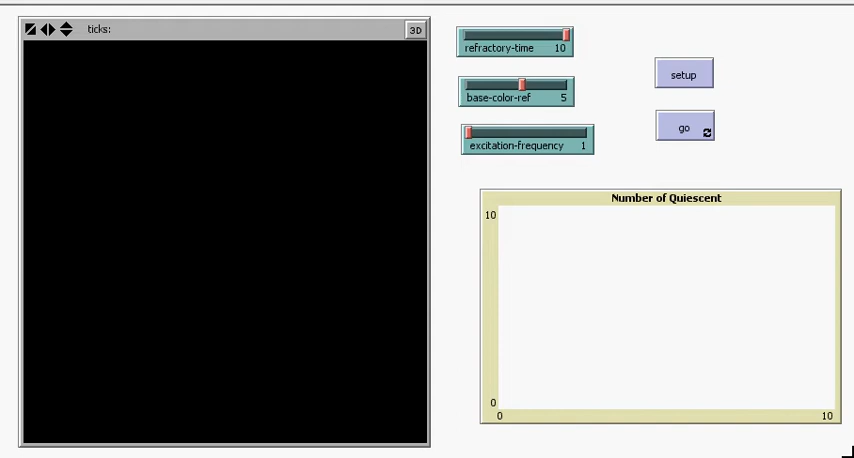 ticks:
3D
refractory-time 10
base-color-ref 5
excitation-frequency 1
setup
go
Number of Quiescent
10
0
0 10